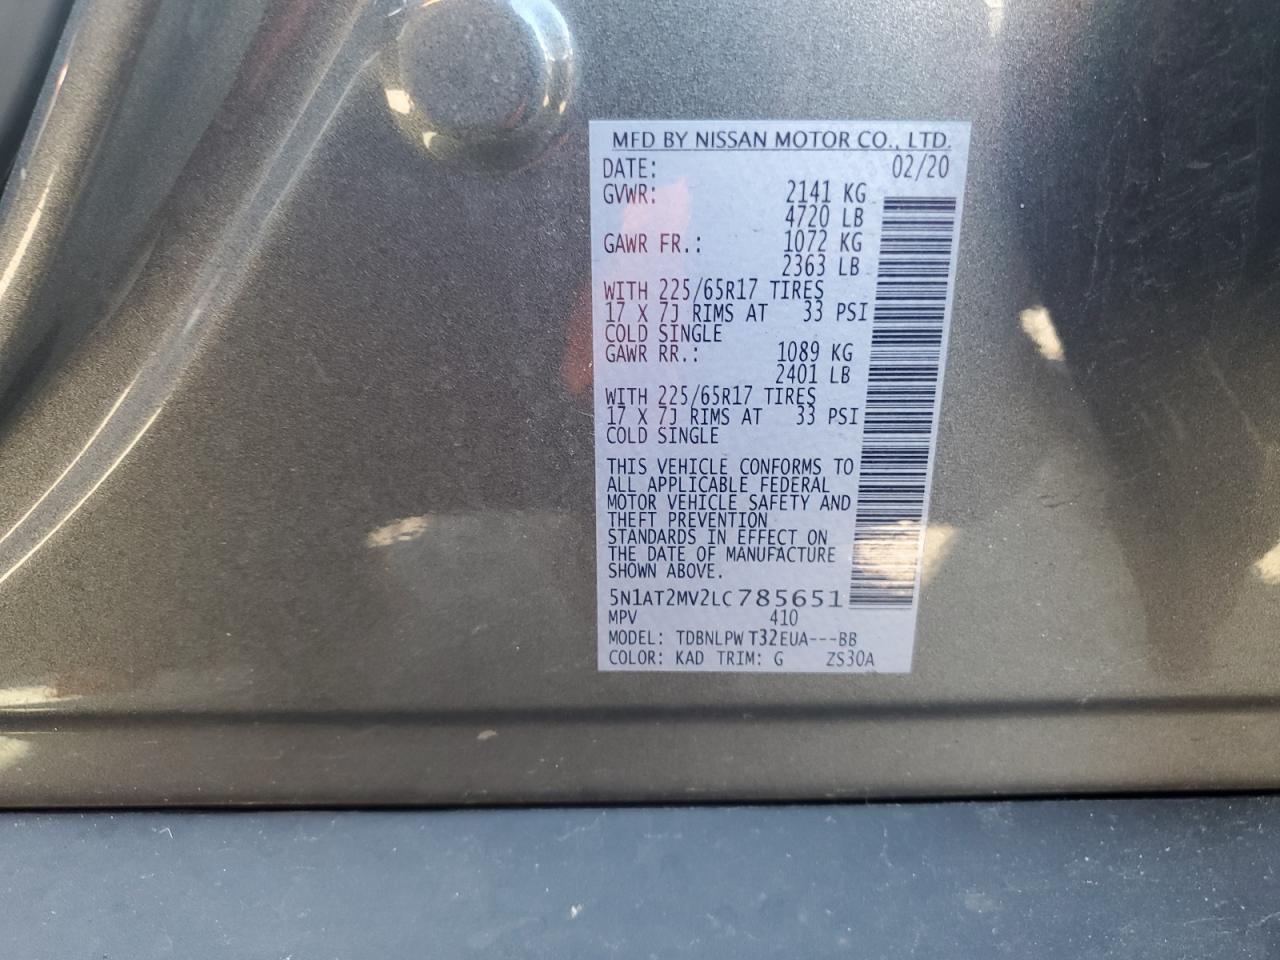 MFD BY NISSAN MOTOR CO., LTD.
DATE: 02/20
GVWR: 2141 KG
4720 LB
GAWR FR.: 1072 KG
2363 LB
WITH 225/65R17 TIRES
17 X 7J RIMS AT 33 PSI
COLD SINGLE
GAWR RR.: 1089 KG
2401 LB
WITH 225/65R17 TIRES
17 X 7J RIMS AT 33 PSI
COLD SINGLE
THIS VEHICLE CONFORMS TO
ALL APPLICABLE FEDERAL
MOTOR VEHICLE SAFETY AND
THEFT PREVENTION
STANDARDS IN EFFECT ON
THE DATE OF MANUFACTURE
SHOWN ABOVE.
5N1AT2MV2LC785651
MPV 410
MODEL: TDBNLPW T32EUA---BB
COLOR: KAD TRIM: G ZS30A